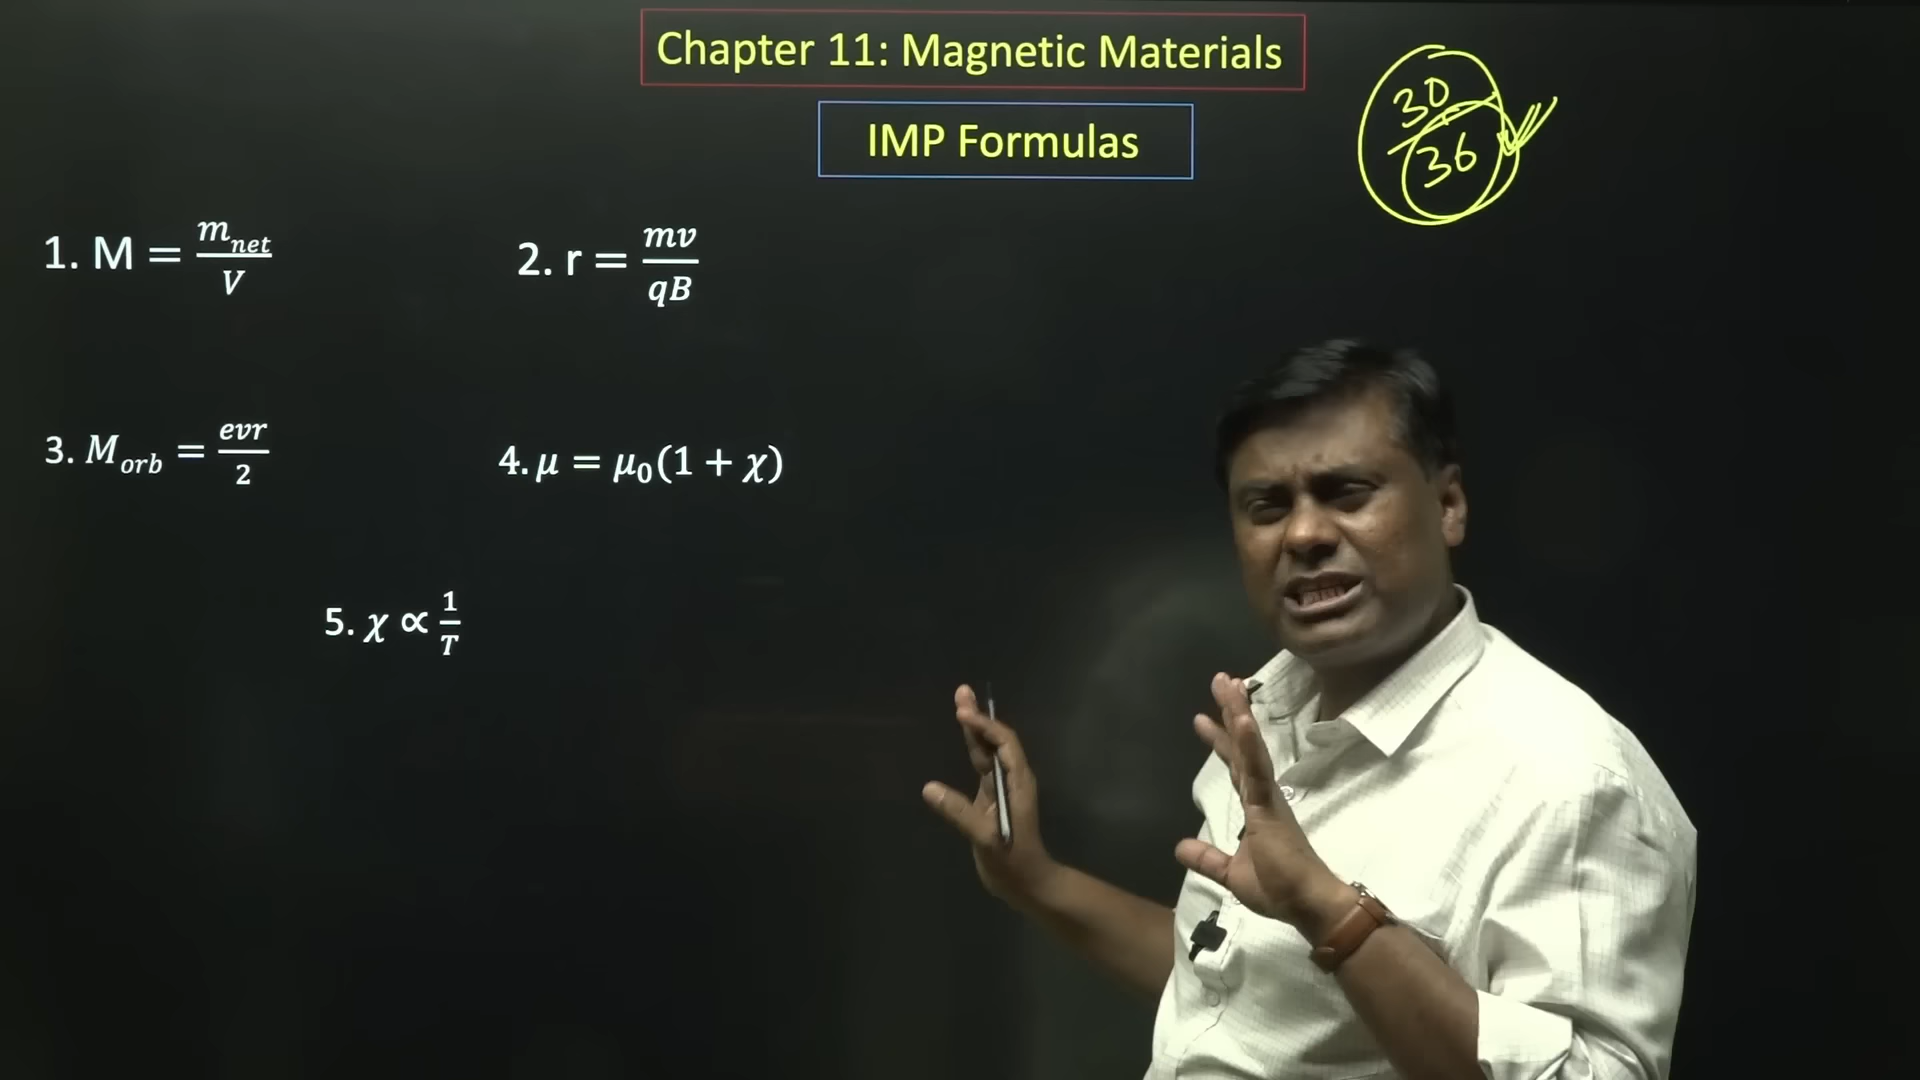 Chapter 11: Magnetic Materials
IMP Formulas
30
36
1. M = m_net/V
2. r = mv/qB
3. M_orb = evr/2
4. μ = μ₀(1 + χ)
5. χ ∝ 1/T